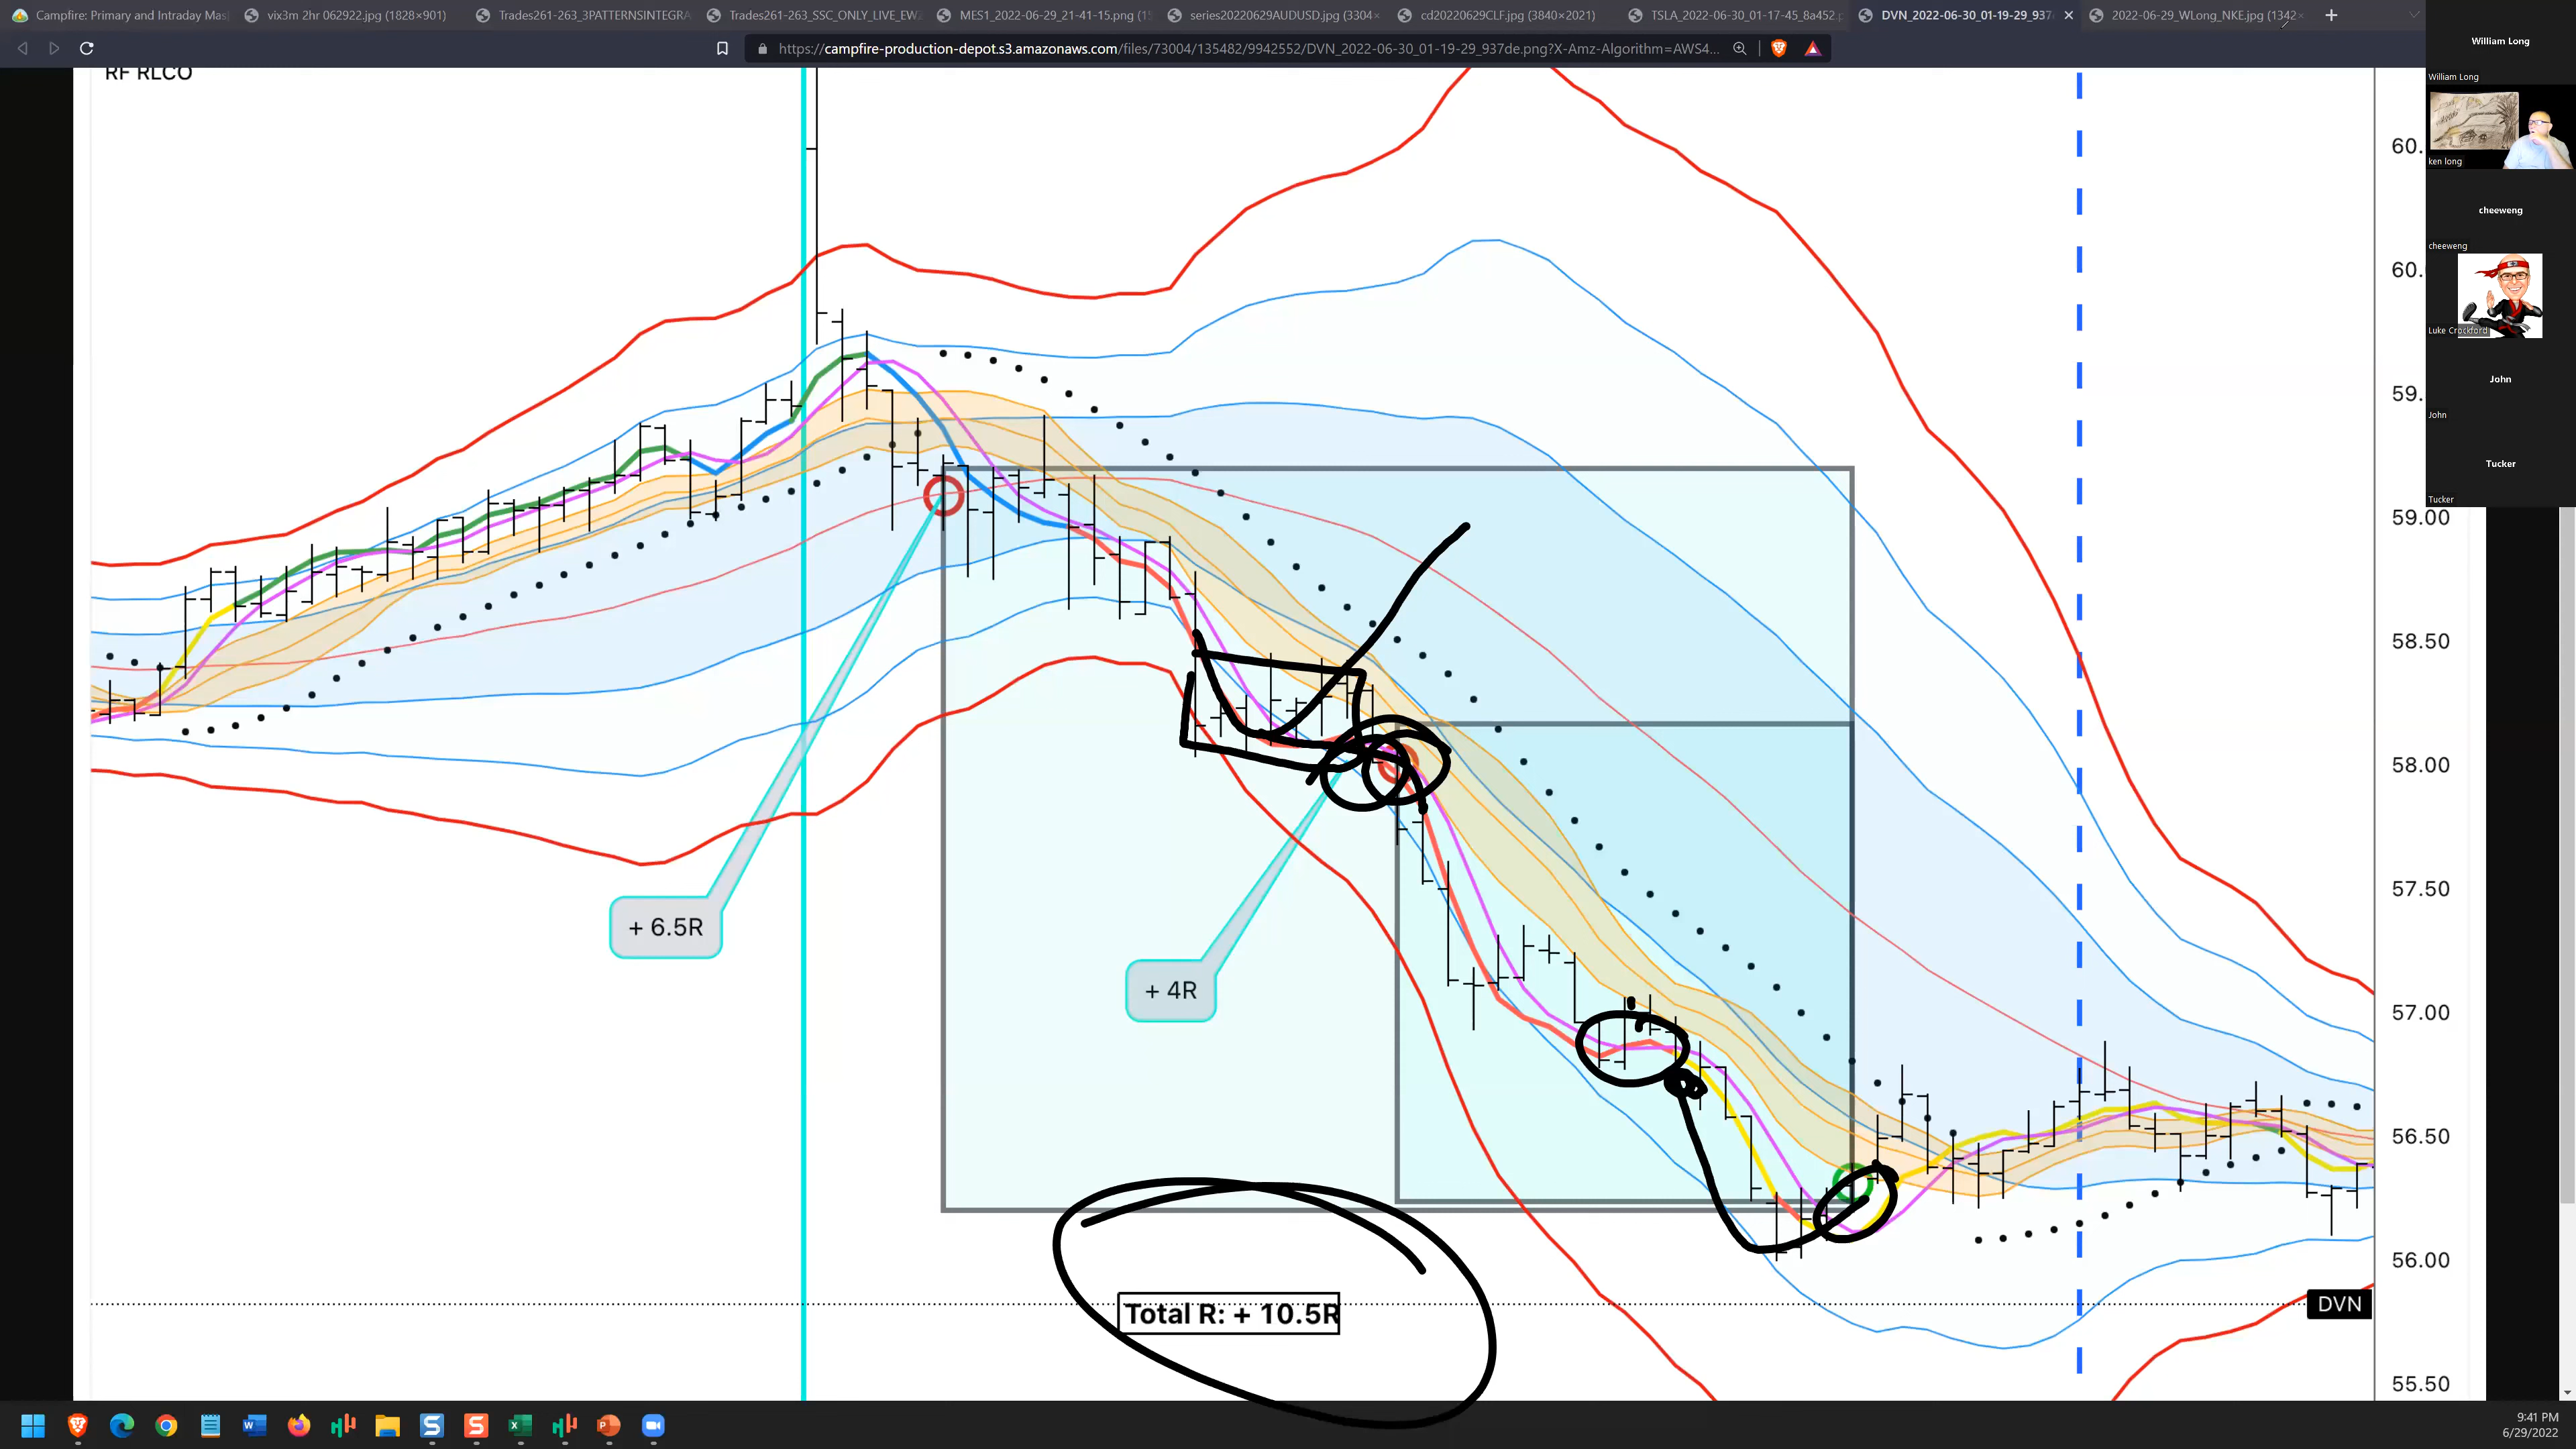 Campfire: Primary and Intraday Mas
vix3m 2hr 062922.jpg (1828×901)
Trades261-263_3PATTERNSINTEGRA
Trades261-263_SSC_ONLY_LIVE_EW
MES1_2022-06-29_21-41-15.png (1
series20220629AUDUSD.jpg (3304×
cd20220629CLF.jpg (3840×2021)
TSLA_2022-06-30_01-17-45_8a452.p
DVN_2022-06-30_01-19-29_937
2022-06-29_WLong_NKE.jpg (1342×
https://campfire-production-depot.s3.amazonaws.com/files/73004/135482/9942552/DVN_2022-06-30_01-19-29_937de.png?X-Amz-Algorithm=AWS4...
William Long
William Long
ken long
cheeweng
cheeweng
Luke Crockford
John
John
Tucker
Tucker
RF RLCO
60.
60.
59.
59.00
58.50
58.00
57.50
57.00
56.50
56.00
55.50
+ 6.5R
+ 4R
Total R: + 10.5R
DVN
9:41 PM
6/29/2022